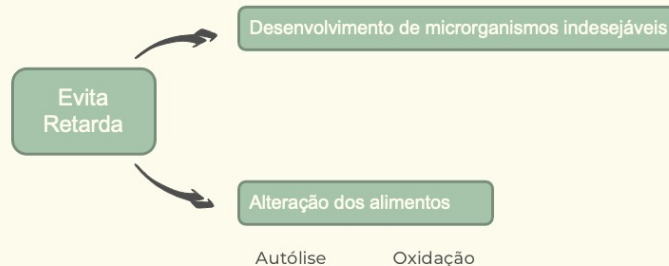 Desenvolvimento de microrganismos indesejáveis
Evita
Retarda
Alteração dos alimentos
Autólise Oxidação